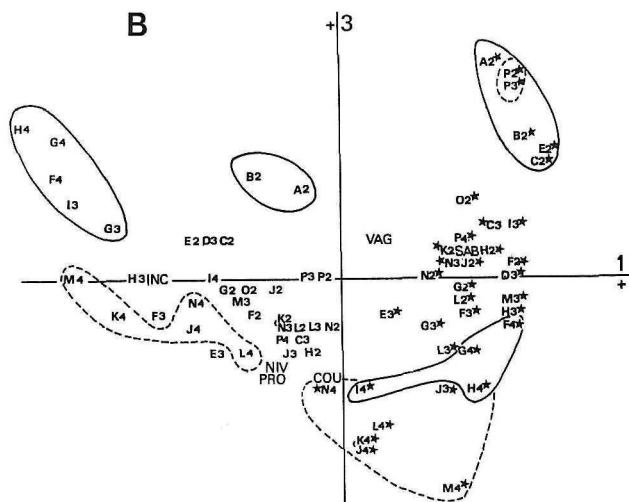 B
+3
A2★
P2★
P3★
H4
G4
B2★
E2★
C2★
F4
B2
A2
I3
O2★
G3
C3★ I3★
E2 D3 C2
VAG
P4★
K2SAB H2★
N3 J2★ F2★
M4 H3 INC I4 P3 P2
N2★ D3★
1
+
G2 O2 J2
G2★
N4 M3
L2★ M3★
K4 F3 F2 K2
E3★ F3★ H3★
J4 N3 L2 L3 N2
G3★ F4★
P4 C3
E3 L4 J3 H2
L3★ G4★
NIV
PRO COU
★N4 I4★ J3★ H4★
L4★
K4★
J4★
M4★